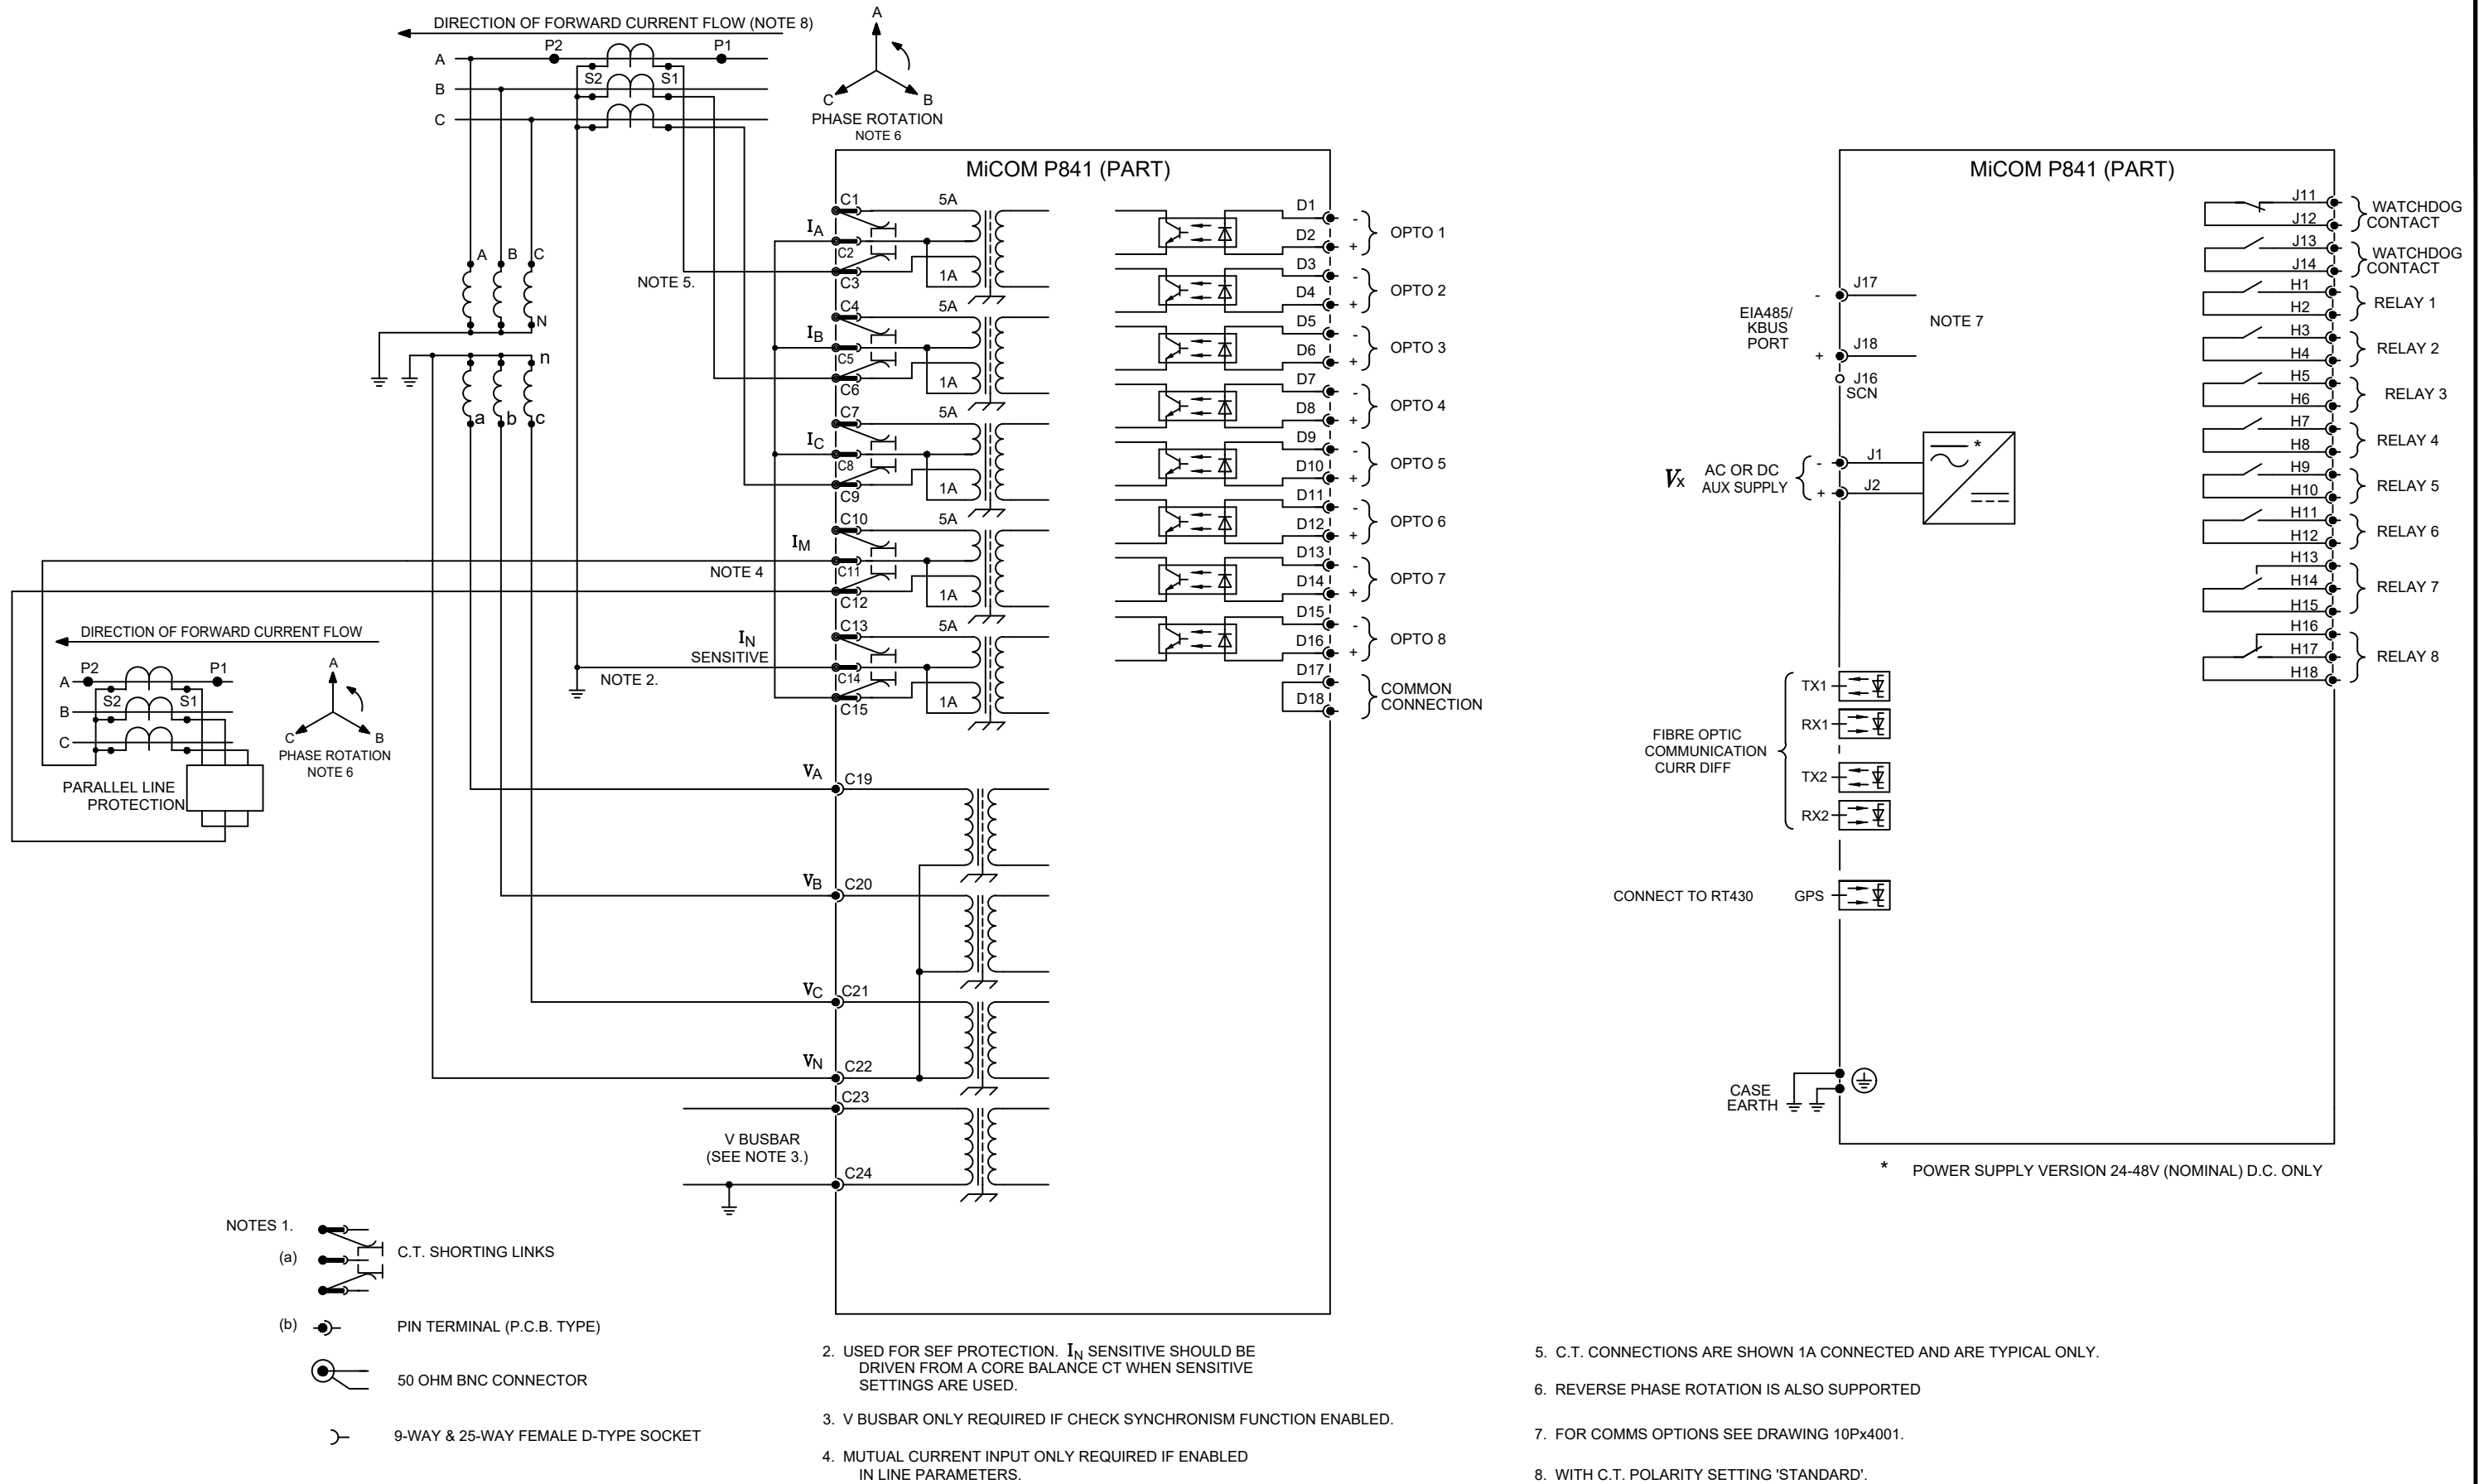 DIRECTION OF FORWARD CURRENT FLOW (NOTE 8)
A
P2
P1
S2
S1
B
C
A
C
B
PHASE ROTATION
NOTE 6
A
B
C
N
n
a
b
c
MiCOM P841 (PART)
IA
C1
C2
C3
5A
1A
NOTE 5.
IB
C4
C5
C6
5A
1A
IC
C7
C8
C9
5A
1A
IM
NOTE 4
C10
C11
C12
5A
1A
IN
SENSITIVE
NOTE 2.
C13
C14
C15
5A
1A
VA
C19
VB
C20
VC
C21
VN
C22
C23
V BUSBAR
(SEE NOTE 3.)
C24
D1
-
D2
+
OPTO 1
D3
-
D4
+
OPTO 2
D5
-
D6
+
OPTO 3
D7
-
D8
+
OPTO 4
D9
-
D10
+
OPTO 5
D11
-
D12
+
OPTO 6
D13
-
D14
+
OPTO 7
D15
-
D16
+
OPTO 8
D17
D18
COMMON
CONNECTION
DIRECTION OF FORWARD CURRENT FLOW
A
P2
P1
S2
S1
B
C
A
C
B
PHASE ROTATION
NOTE 6
PARALLEL LINE
PROTECTION
MiCOM P841 (PART)
-
J17
EIA485/
KBUS
PORT
NOTE 7
+
J18
J16
SCN
VX
AC OR DC
AUX SUPPLY
-
J1
+
J2
*
FIBRE OPTIC
COMMUNICATION
CURR DIFF
TX1
RX1
TX2
RX2
CONNECT TO RT430
GPS
CASE
EARTH
J11
J12
WATCHDOG
CONTACT
J13
J14
WATCHDOG
CONTACT
H1
H2
RELAY 1
H3
H4
RELAY 2
H5
H6
RELAY 3
H7
H8
RELAY 4
H9
H10
RELAY 5
H11
H12
RELAY 6
H13
H14
H15
RELAY 7
H16
H17
H18
RELAY 8
* POWER SUPPLY VERSION 24-48V (NOMINAL) D.C. ONLY
NOTES 1.
(a)
C.T. SHORTING LINKS
(b)
PIN TERMINAL (P.C.B. TYPE)
50 OHM BNC CONNECTOR
9-WAY & 25-WAY FEMALE D-TYPE SOCKET
2. USED FOR SEF PROTECTION. IN SENSITIVE SHOULD BE
DRIVEN FROM A CORE BALANCE CT WHEN SENSITIVE
SETTINGS ARE USED.
3. V BUSBAR ONLY REQUIRED IF CHECK SYNCHRONISM FUNCTION ENABLED.
4. MUTUAL CURRENT INPUT ONLY REQUIRED IF ENABLED
IN LINE PARAMETERS.
5. C.T. CONNECTIONS ARE SHOWN 1A CONNECTED AND ARE TYPICAL ONLY.
6. REVERSE PHASE ROTATION IS ALSO SUPPORTED
7. FOR COMMS OPTIONS SEE DRAWING 10Px4001.
8. WITH C.T. POLARITY SETTING 'STANDARD'.